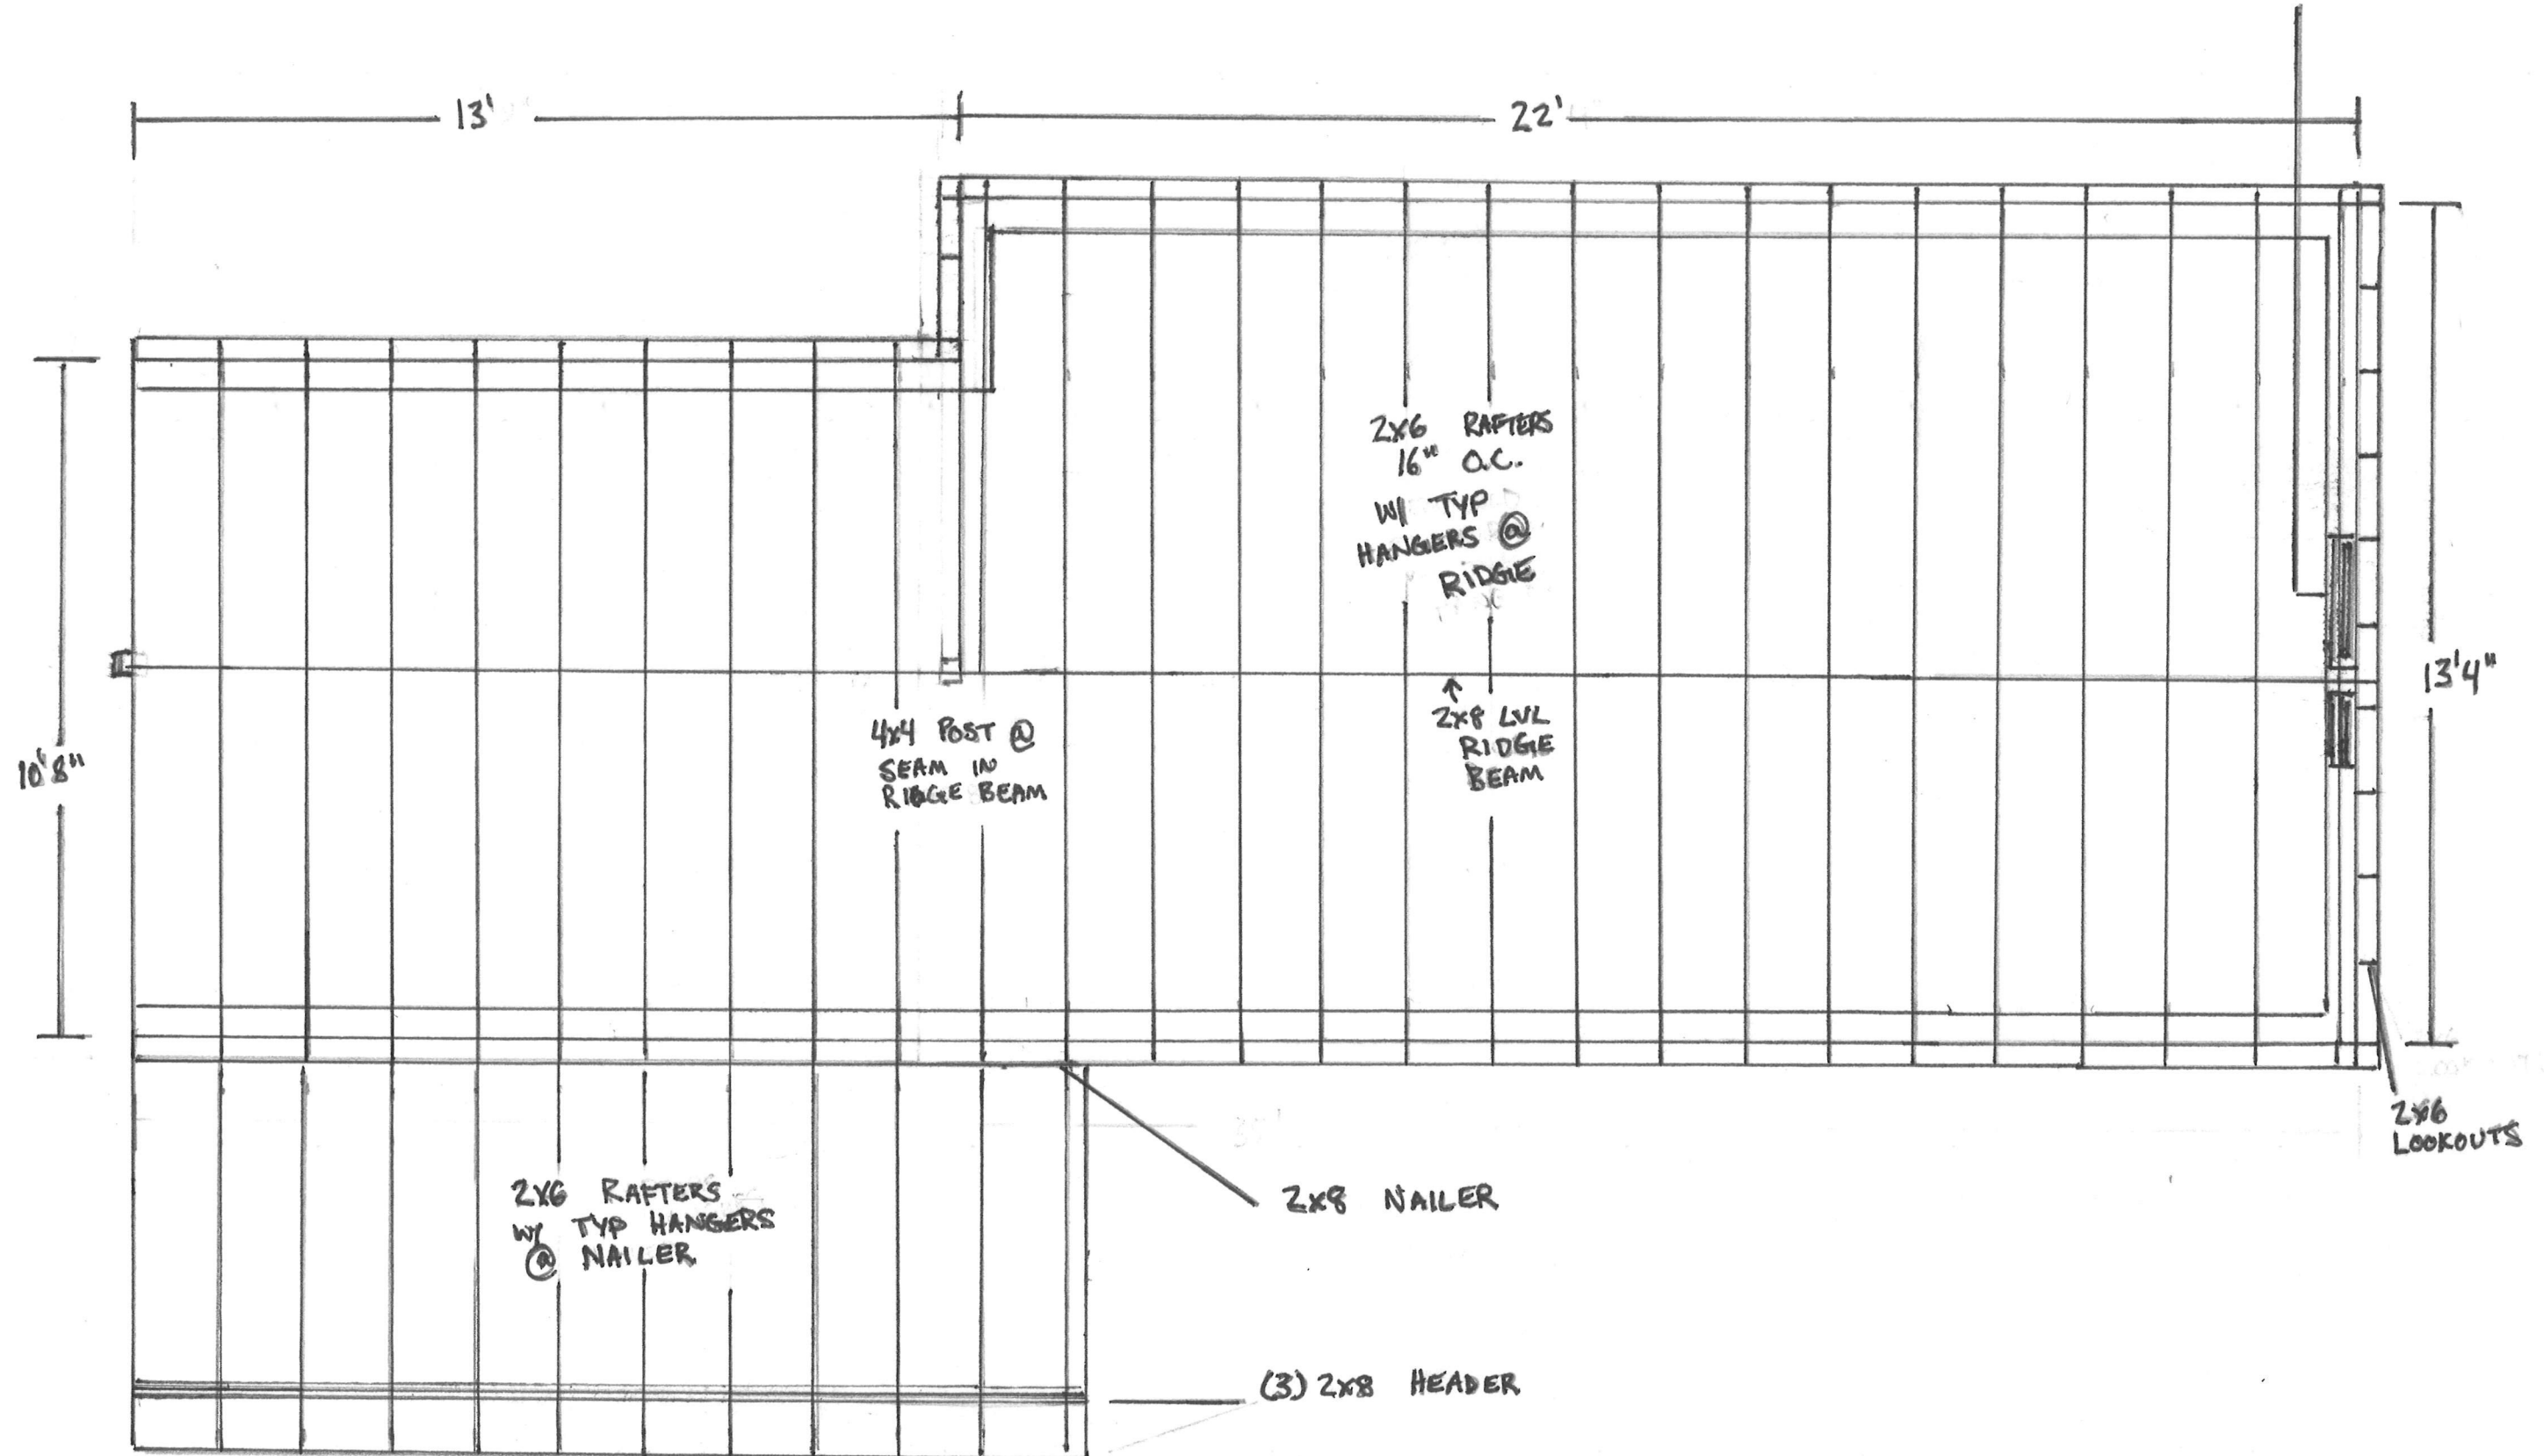 13'
22'
2x6 RAFTERS
16" O.C.
W/ TYP
HANGERS @
RIDGE
13'4"
4x4 POST @
SEAM IN
RIDGE BEAM
↑
2x8 LVL
RIDGE
BEAM
10'8"
2x6
LOOKOUTS
2x6 RAFTERS
W/ TYP HANGERS
@ NAILER
2x8 NAILER
(3) 2x8 HEADER